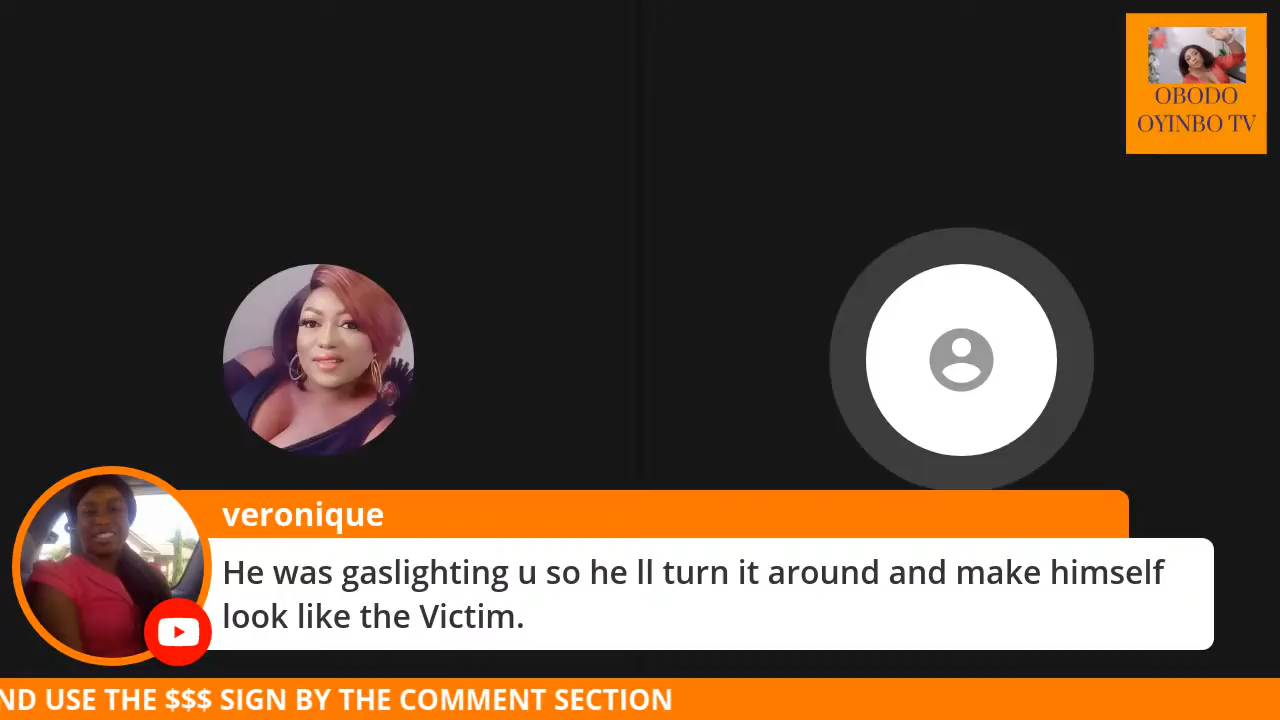 OBODO
OYINBO TV
veronique
He was gaslighting u so he ll turn it around and make himself
look like the Victim.
ND USE THE $$$ SIGN BY THE COMMENT SECTION